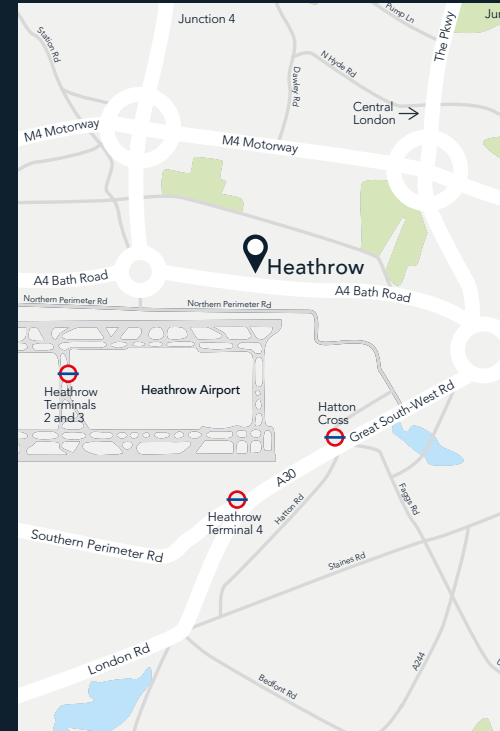 Junction 4
Pump Ln
Station Rd
The Pkwy
N Hyde Rd
Dawley Rd
Central
London
M4 Motorway
M4 Motorway
Heathrow
A4 Bath Road
A4 Bath Road
Northern Perimeter Rd
Northern Perimeter Rd
Heathrow
Terminals
2 and 3
Heathrow Airport
Hatton
Cross
Great South-West Rd
A30
Heathrow
Terminal 4
Hatton Rd
Faggs Rd
Southern Perimeter Rd
Staines Rd
London Rd
A244
Bedfont Rd